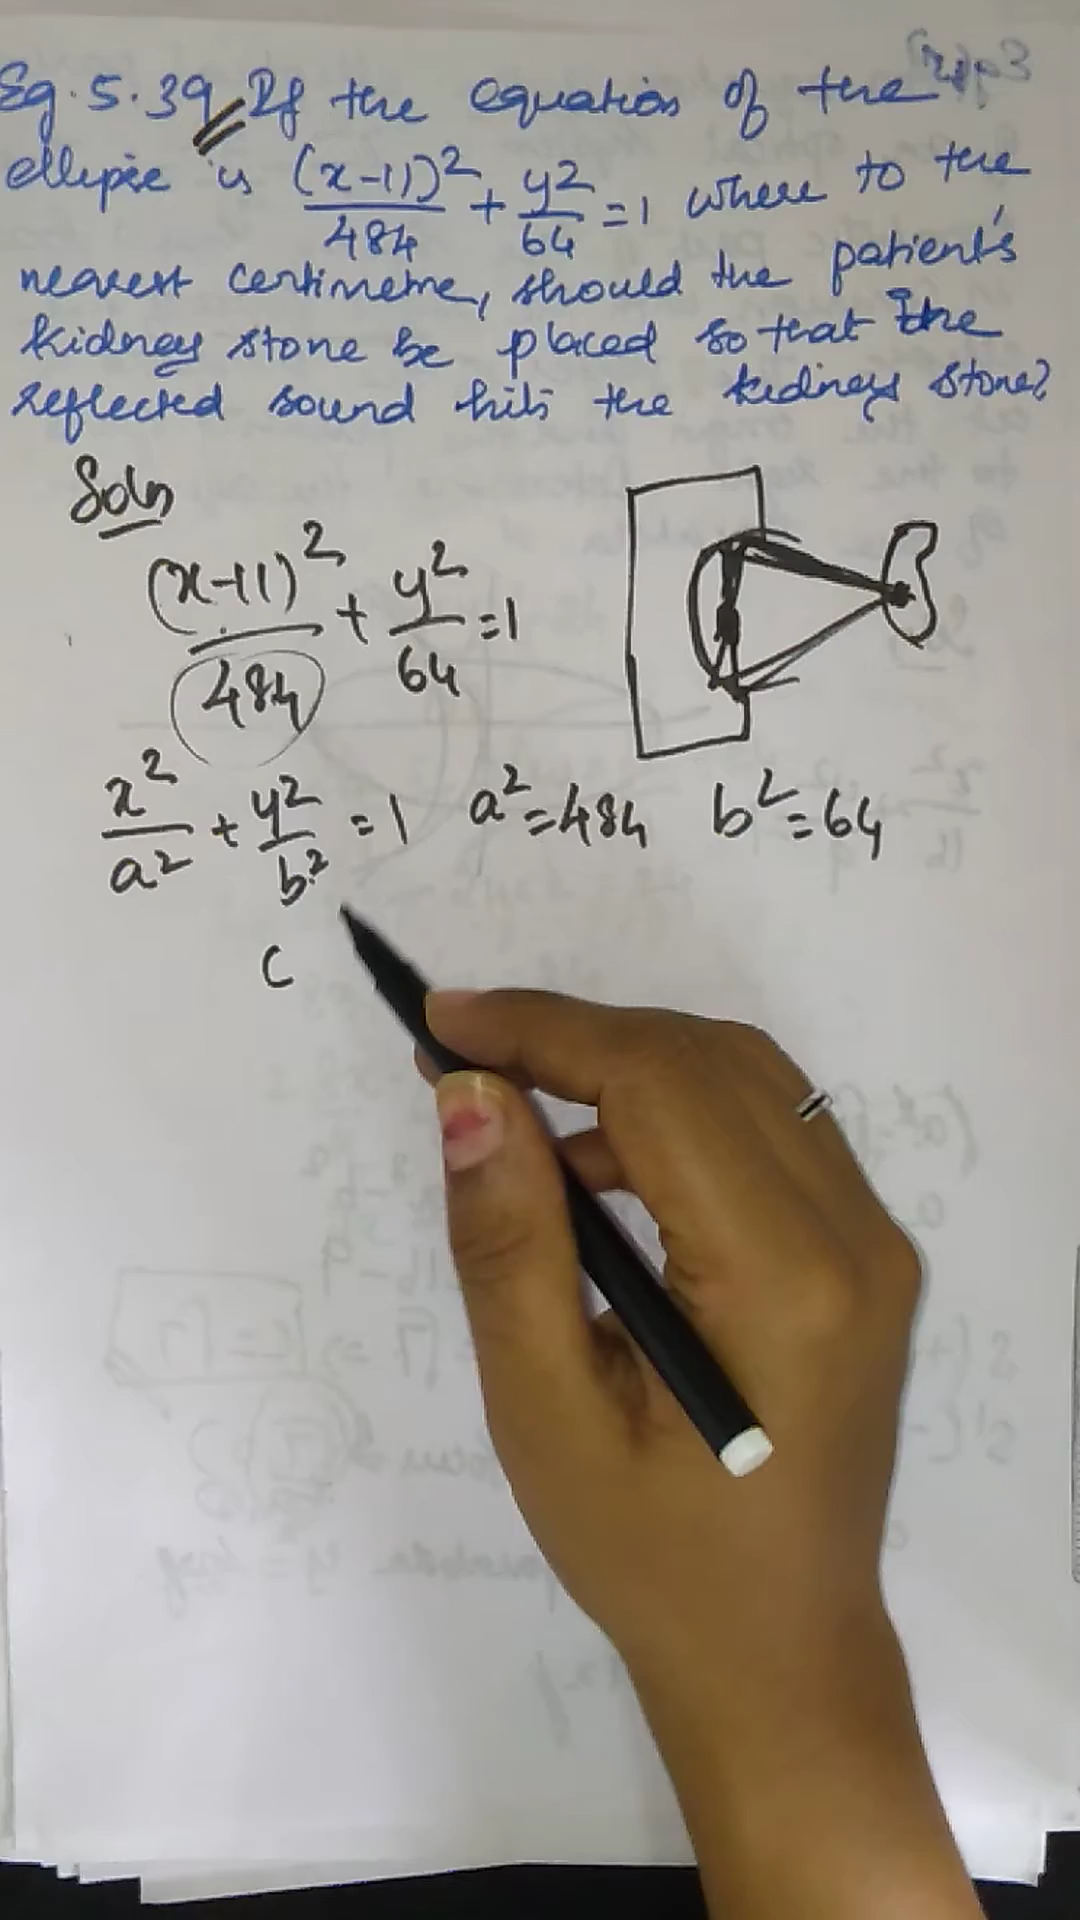 Eg. 5.39 If the equation of the
ellipse is (x-11)²/484 + y²/64 = 1 where to the
nearest centimetre, should the patient's
kidney stone be placed so that the
reflected sound hits the kidney stone?
Soln
(x-11)²/484 + y²/64 = 1
x²/a² + y²/b² = 1 a² = 484 b² = 64
c